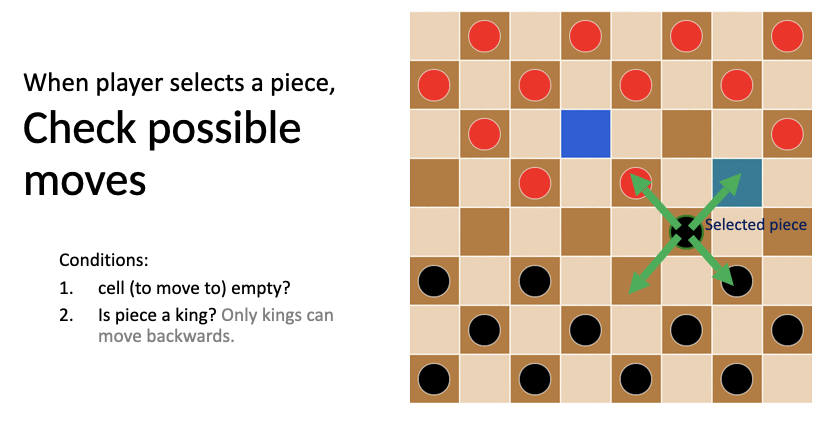 When player selects a piece,
Check possible
moves
Conditions:
1. cell (to move to) empty?
2. Is piece a king? Only kings can
move backwards.
Selected piece